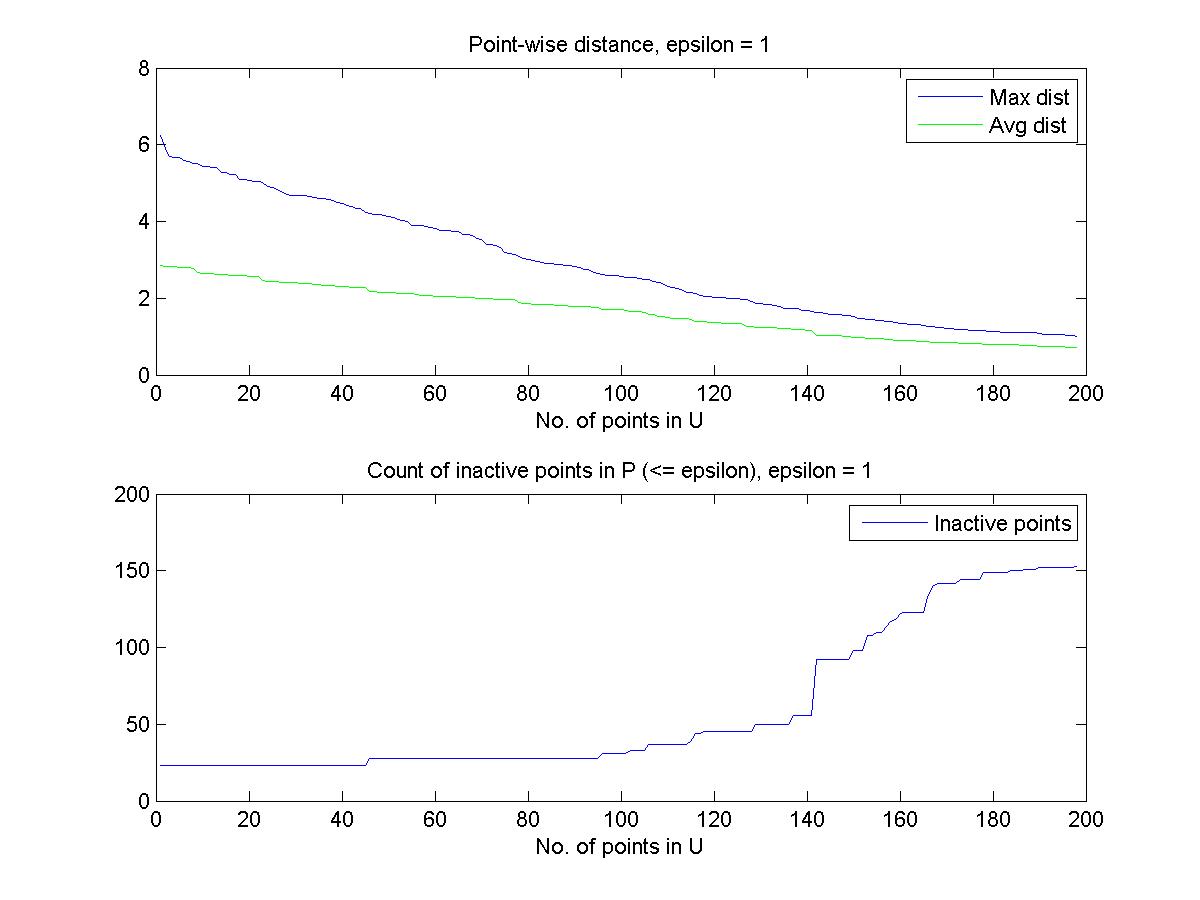 Point-wise distance, epsilon = 1
8
6
4
2
0
Max dist
Avg dist
0 20 40 60 80 100 120 140 160 180 200
No. of points in U
Count of inactive points in P (<= epsilon), epsilon = 1
200
150
100
50
0
Inactive points
0 20 40 60 80 100 120 140 160 180 200
No. of points in U